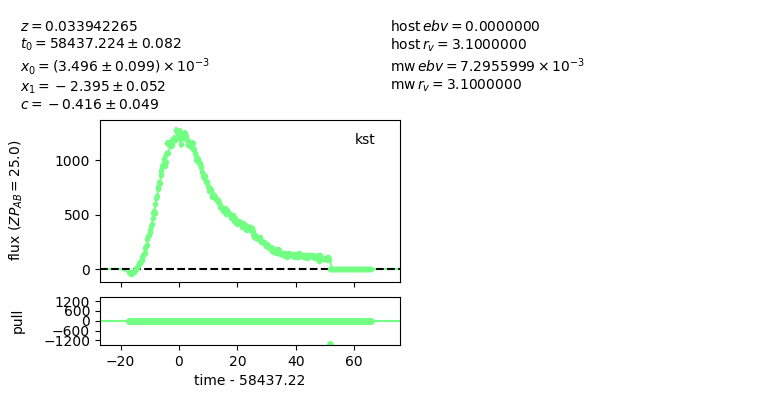 z = 0.033942265
t₀ = 58437.224 ± 0.082
x₀ = (3.496 ± 0.099) × 10⁻³
x₁ = −2.395 ± 0.052
c = −0.416 ± 0.049
host ebv = 0.0000000
host r_v = 3.1000000
mw ebv = 7.2955999 × 10⁻³
mw r_v = 3.1000000
kst
flux (ZP_AB = 25.0)
1000
500
0
pull
1200
600
0
−600
−1200
−20 0 20 40 60
time - 58437.22